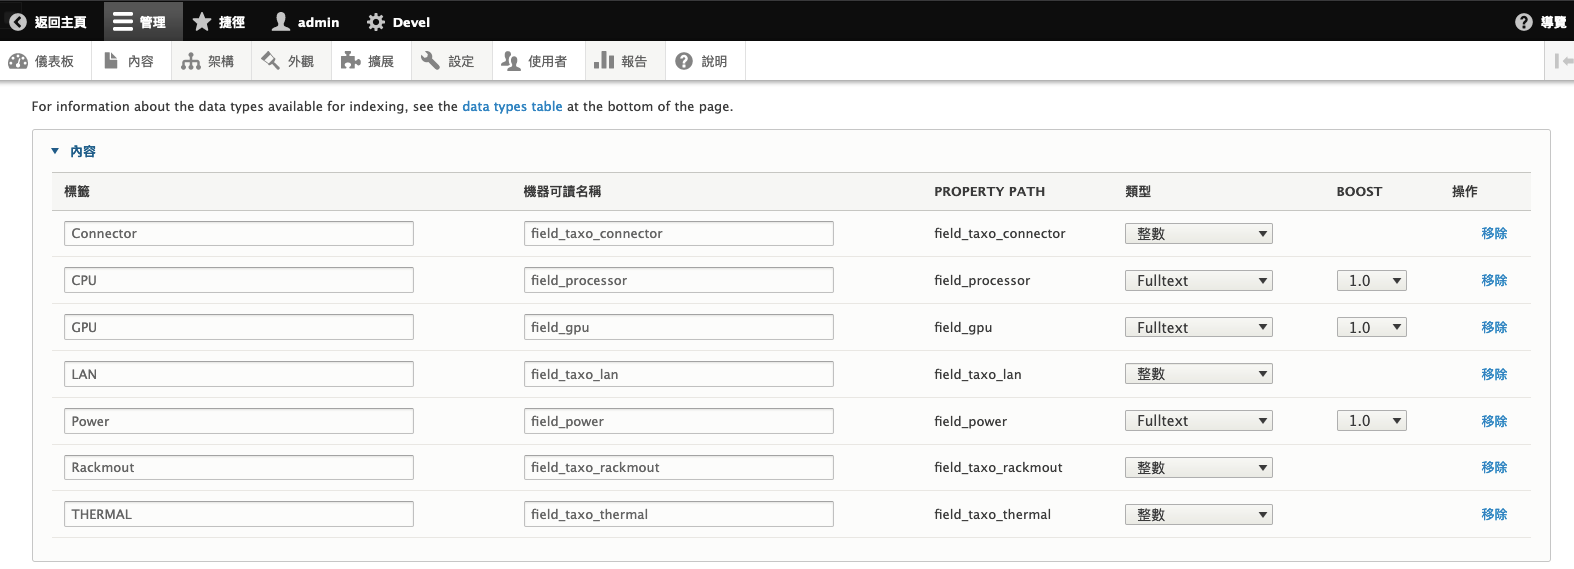 返回主頁 管理 捷徑 admin Devel 導覽
儀表板 內容 架構 外觀 擴展 設定 使用者 報告 說明
For information about the data types available for indexing, see the data types table at the bottom of the page.
內容
標籤 機器可讀名稱 PROPERTY PATH 類型 BOOST 操作
Connector field_taxo_connector field_taxo_connector 整數 移除
CPU field_processor field_processor Fulltext 1.0 移除
GPU field_gpu field_gpu Fulltext 1.0 移除
LAN field_taxo_lan field_taxo_lan 整數 移除
Power field_power field_power Fulltext 1.0 移除
Rackmout field_taxo_rackmout field_taxo_rackmout 整數 移除
THERMAL field_taxo_thermal field_taxo_thermal 整數 移除